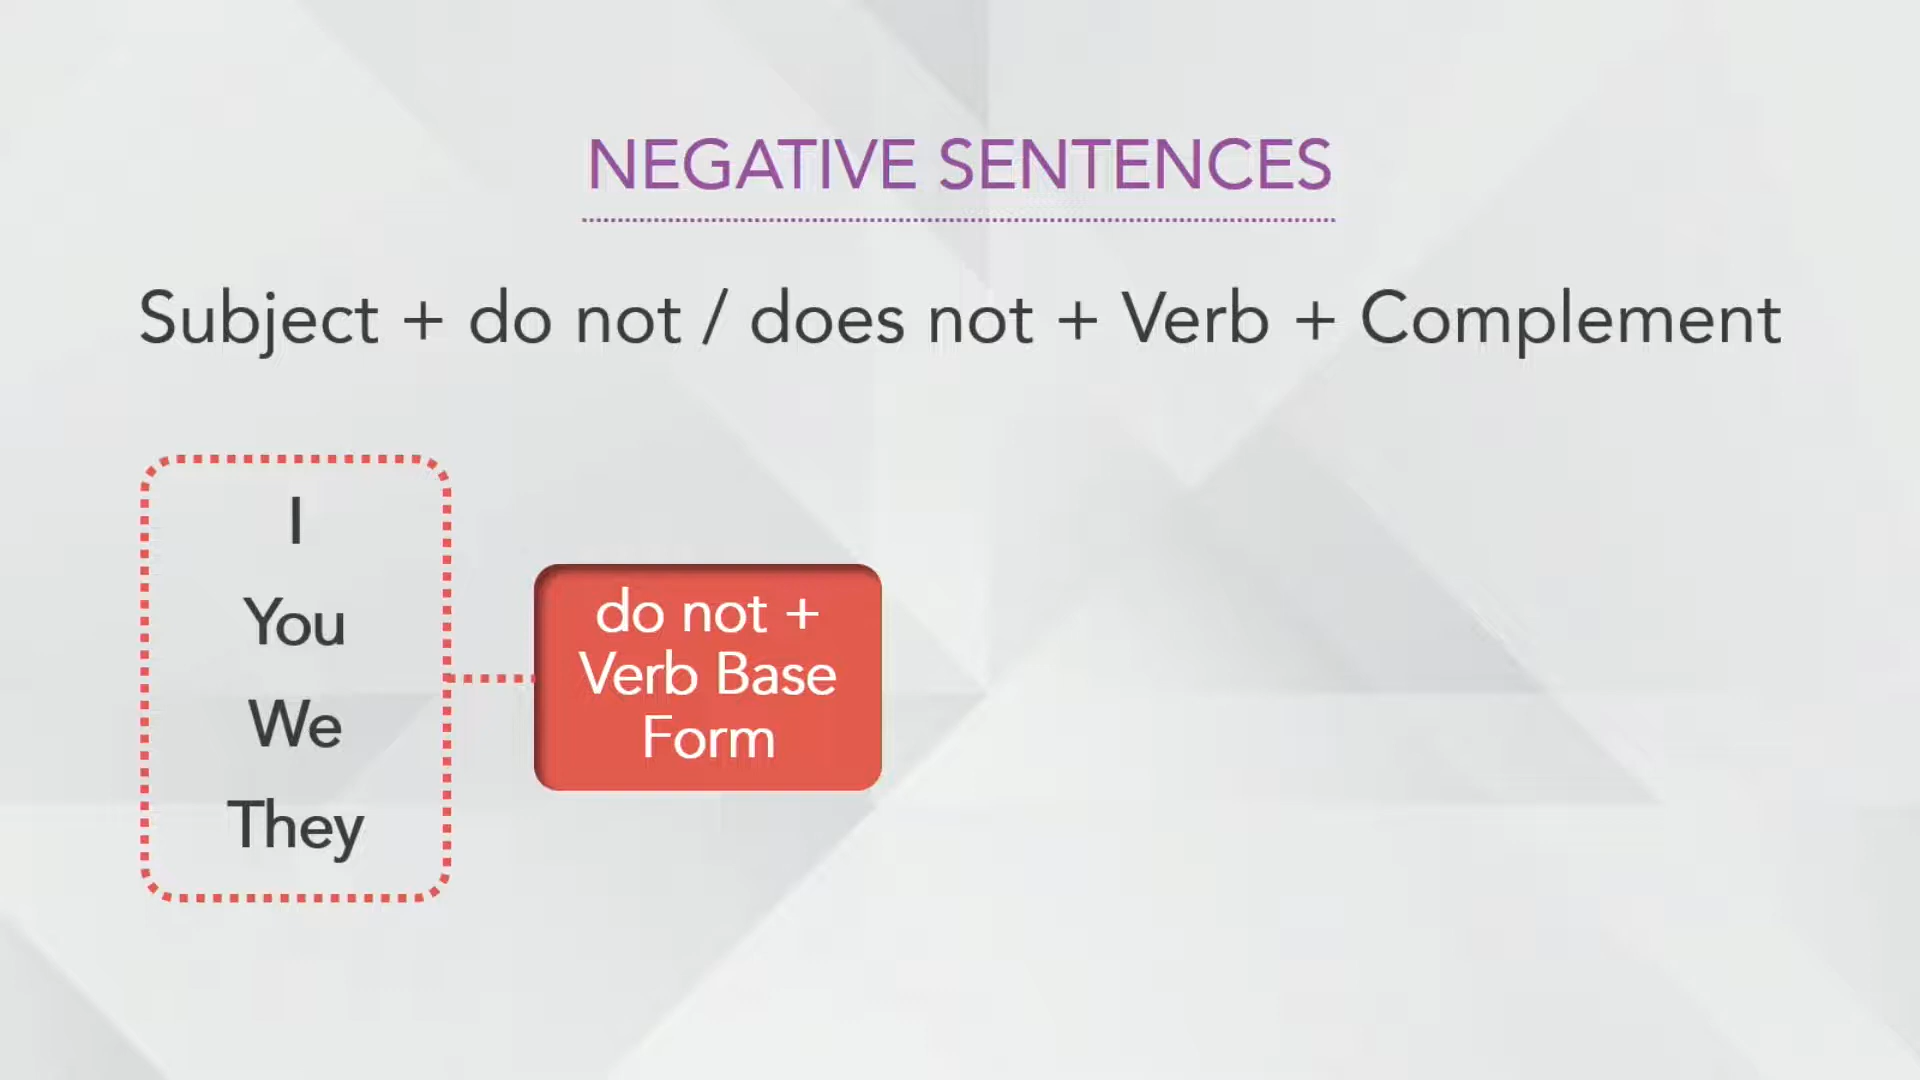 NEGATIVE SENTENCES
Subject + do not / does not + Verb + Complement
I
You
We
They
do not +
Verb Base
Form